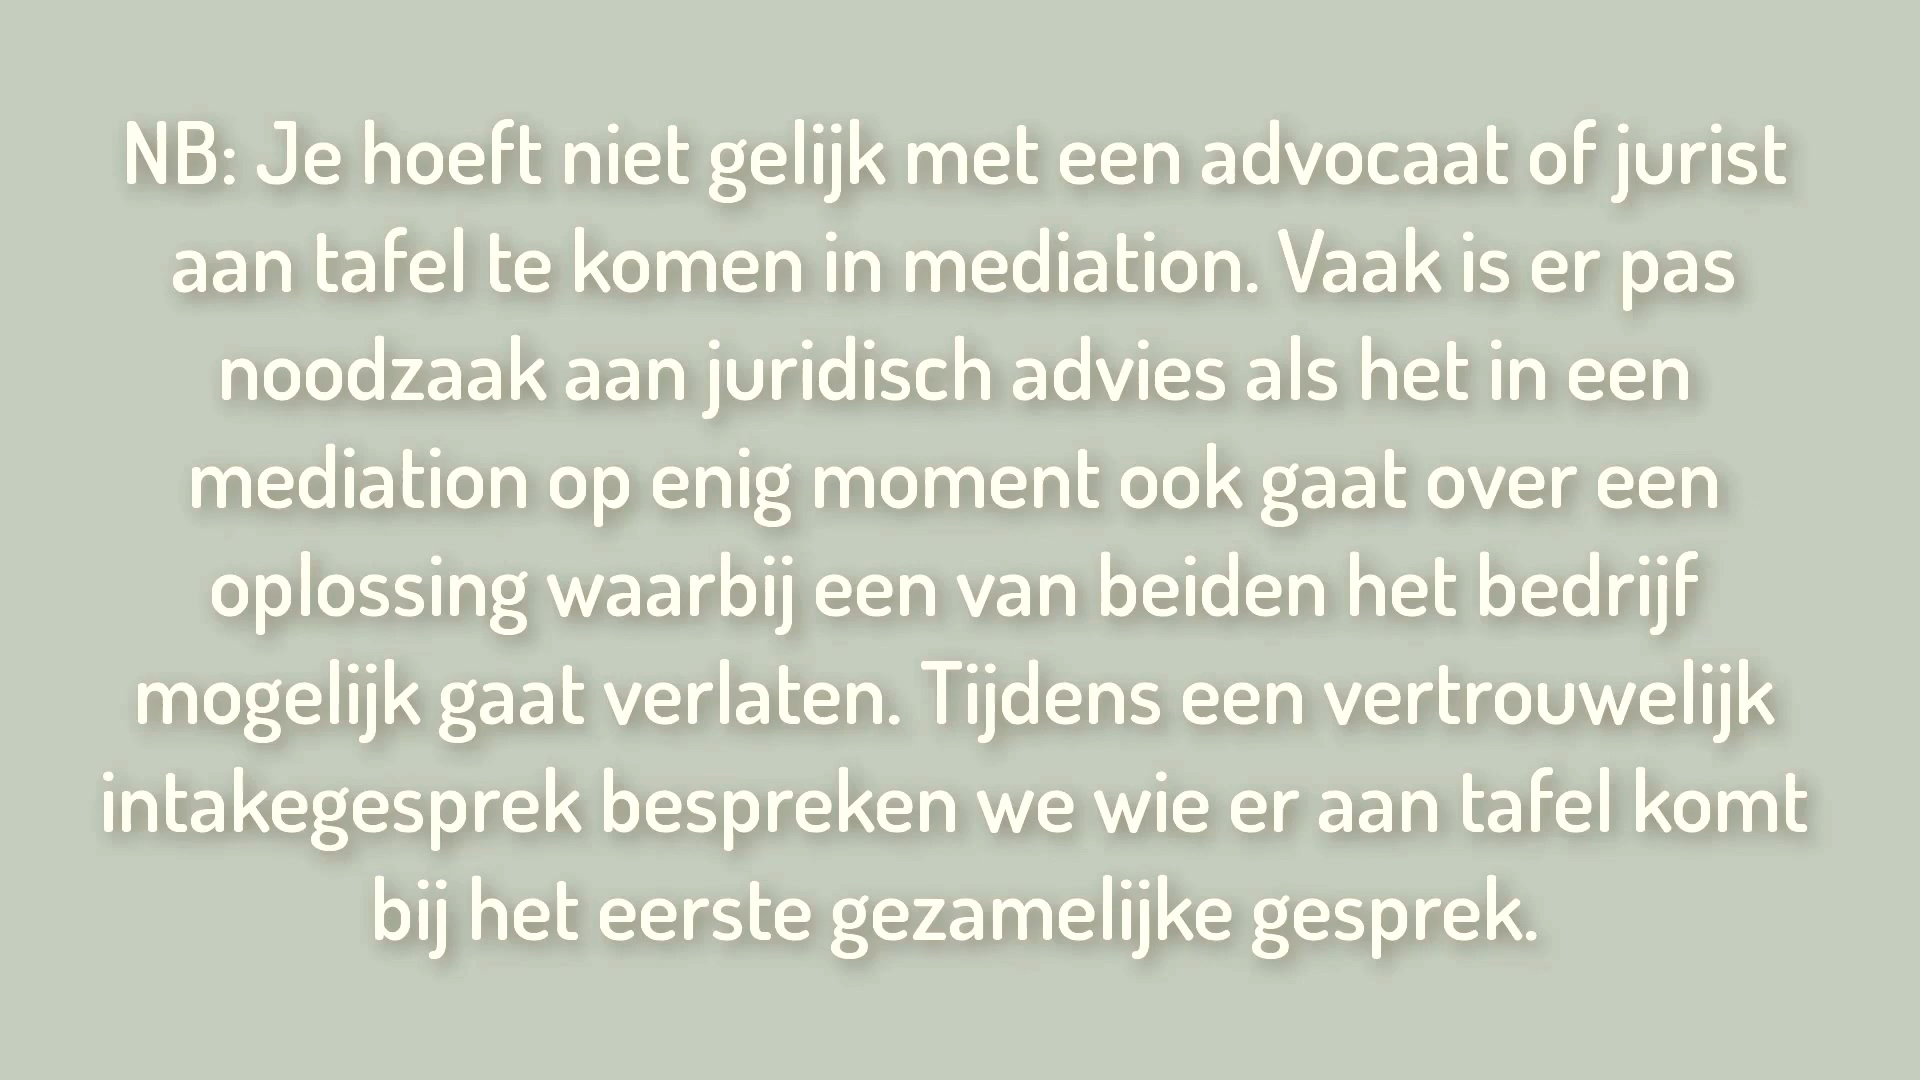 NB: Je hoeft niet gelijk met een advocaat of jurist
aan tafel te komen in mediation. Vaak is er pas
noodzaak aan juridisch advies als het in een
mediation op enig moment ook gaat over een
oplossing waarbij een van beiden het bedrijf
mogelijk gaat verlaten. Tijdens een vertrouwelijk
intakegesprek bespreken we wie er aan tafel komt
bij het eerste gezamelijke gesprek.